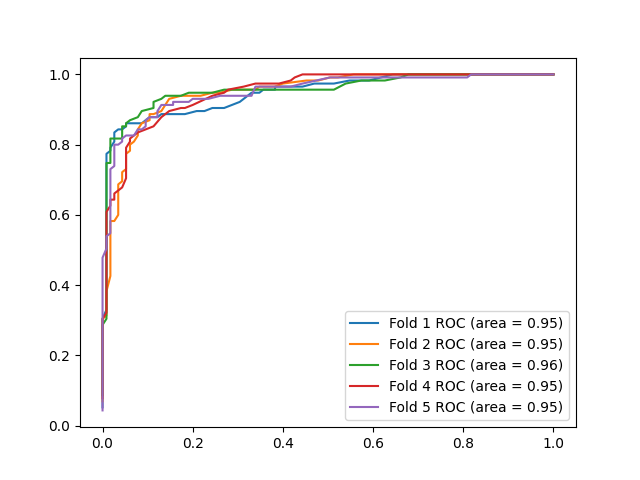 1.0
0.8
0.6
0.4
0.2
0.0
0.0 0.2 0.4 0.6 0.8 1.0
Fold 1 ROC (area = 0.95)
Fold 2 ROC (area = 0.95)
Fold 3 ROC (area = 0.96)
Fold 4 ROC (area = 0.95)
Fold 5 ROC (area = 0.95)